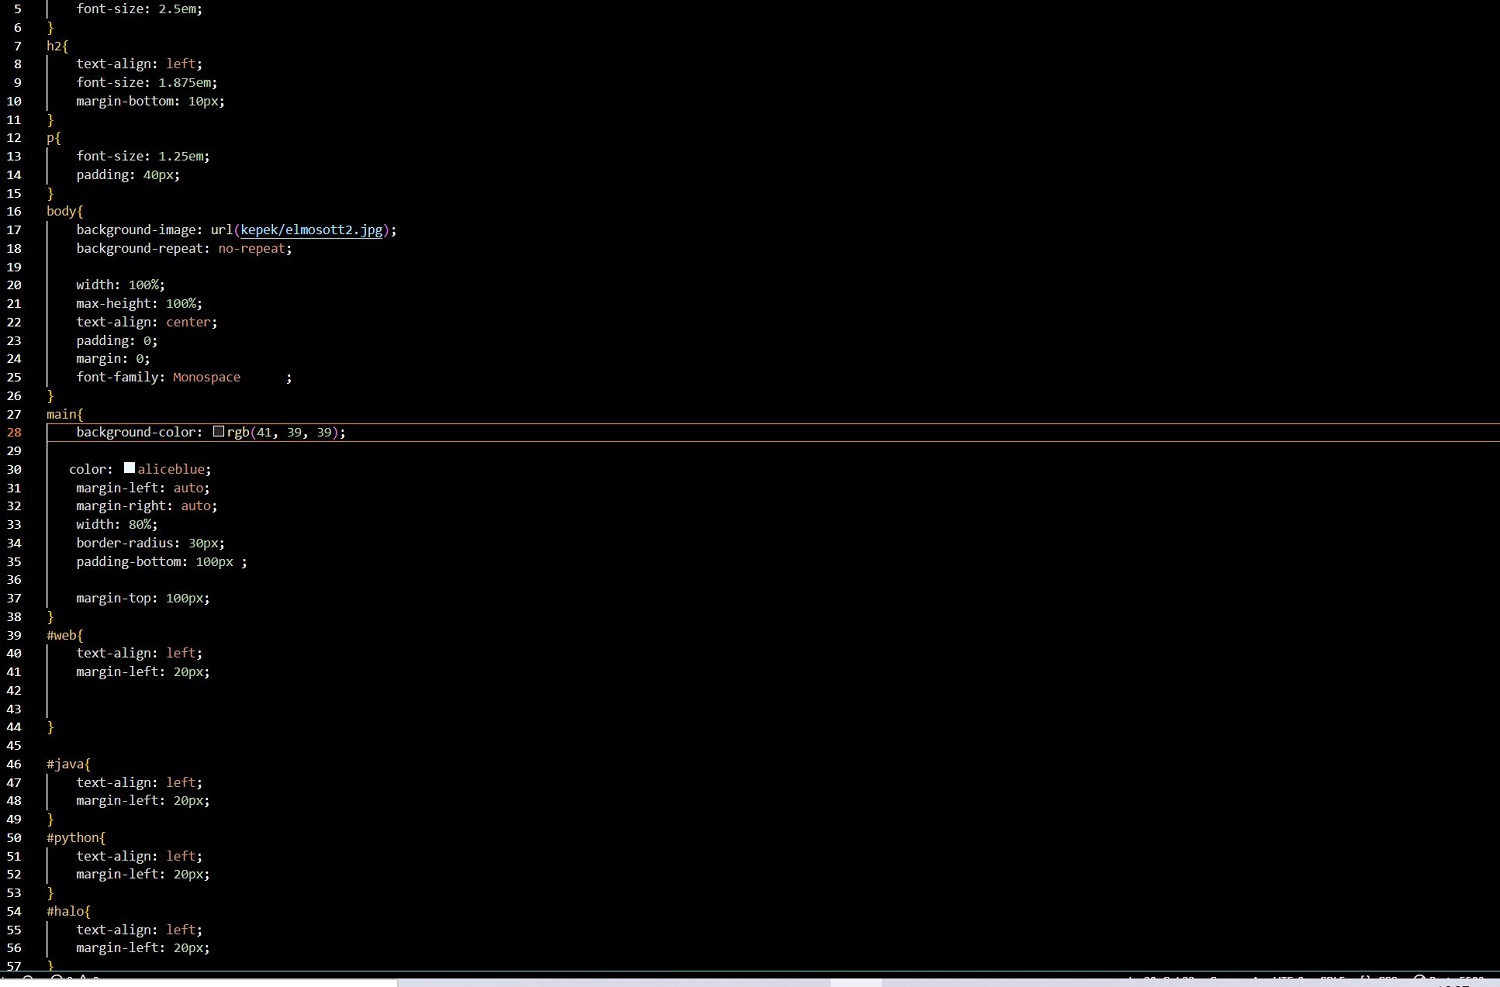 5 font-size: 2.5em;
6 }
7 h2{
8 text-align: left;
9 font-size: 1.875em;
10 margin-bottom: 10px;
11 }
12 p{
13 font-size: 1.25em;
14 padding: 40px;
15 }
16 body{
17 background-image: url(kepek/elmosott2.jpg);
18 background-repeat: no-repeat;
19
20 width: 100%;
21 max-height: 100%;
22 text-align: center;
23 padding: 0;
24 margin: 0;
25 font-family: Monospace ;
26 }
27 main{
28 background-color: rgb(41, 39, 39);
29
30 color: aliceblue;
31 margin-left: auto;
32 margin-right: auto;
33 width: 80%;
34 border-radius: 30px;
35 padding-bottom: 100px ;
36
37 margin-top: 100px;
38 }
39 #web{
40 text-align: left;
41 margin-left: 20px;
42
43
44 }
45
46 #java{
47 text-align: left;
48 margin-left: 20px;
49 }
50 #python{
51 text-align: left;
52 margin-left: 20px;
53 }
54 #halo{
55 text-align: left;
56 margin-left: 20px;
57 }